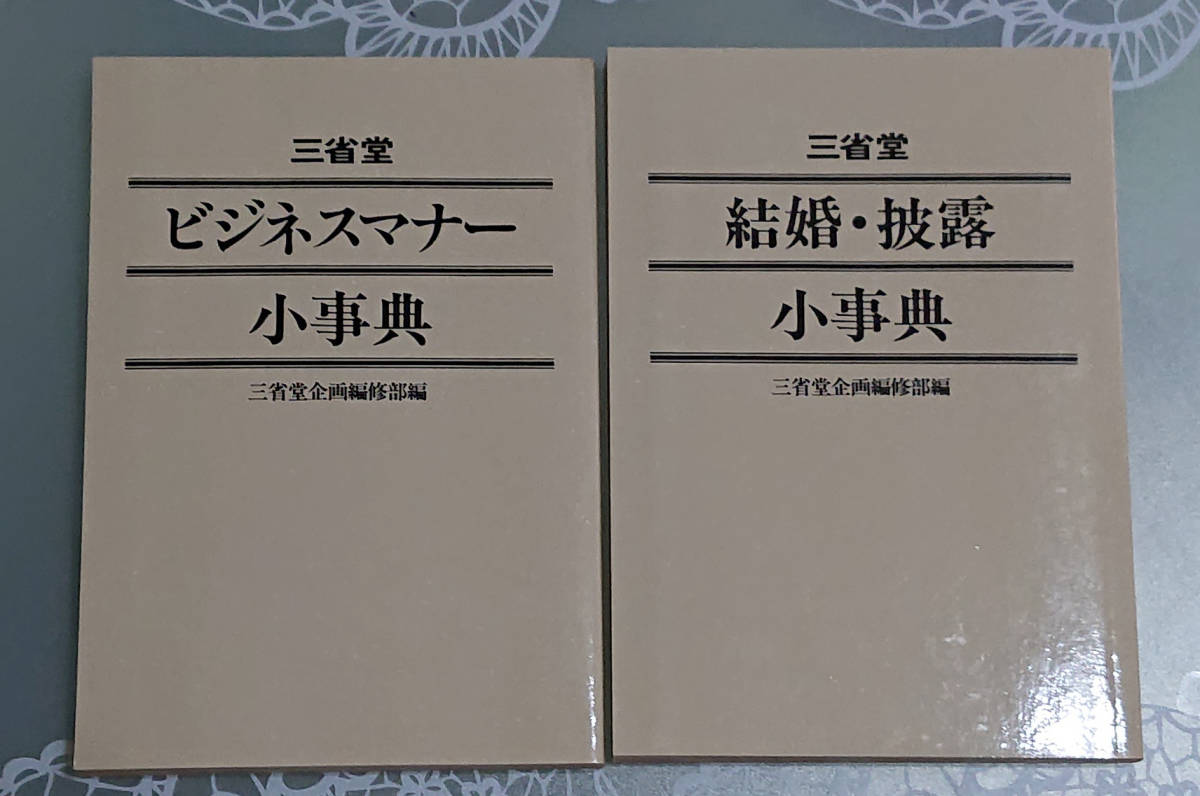 三省堂
ビジネスマナー
小事典
三省堂企画編修部編
三省堂
結婚・披露
小事典
三省堂企画編修部編